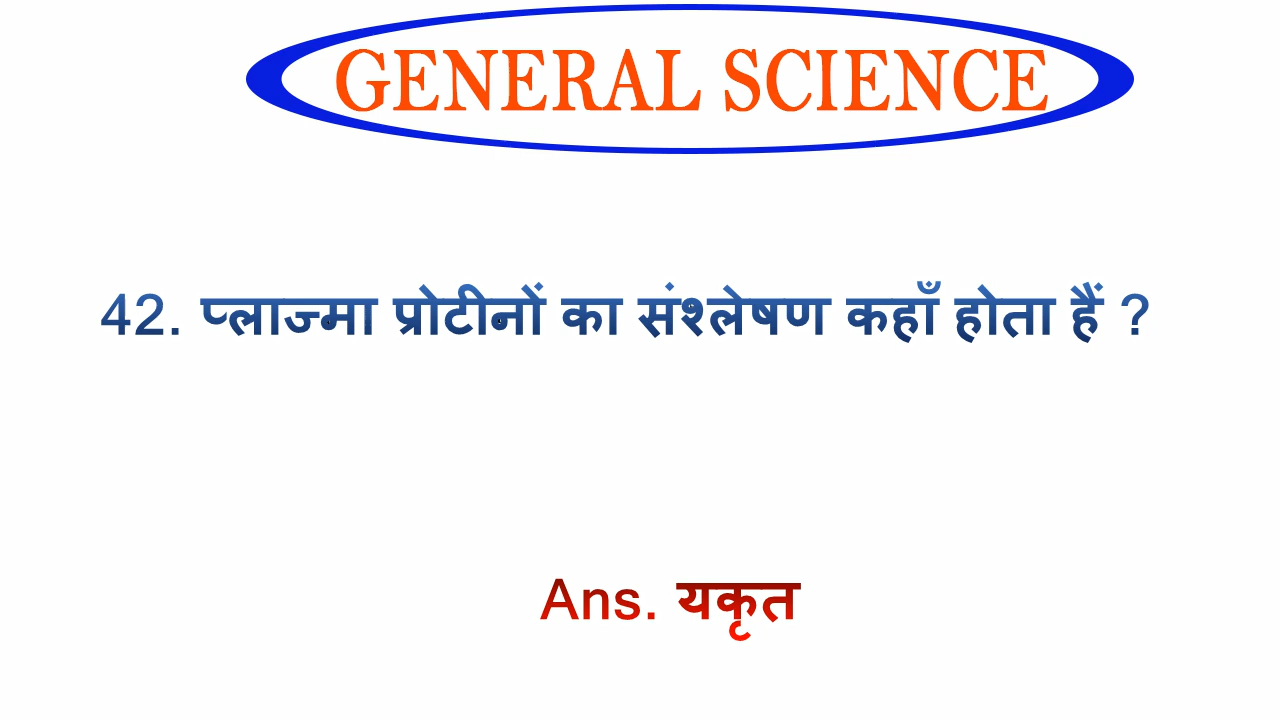 GENERAL SCIENCE
42. प्लाज्मा प्रोटीनों का संश्लेषण कहाँ होता हैं ?
Ans. यकृत